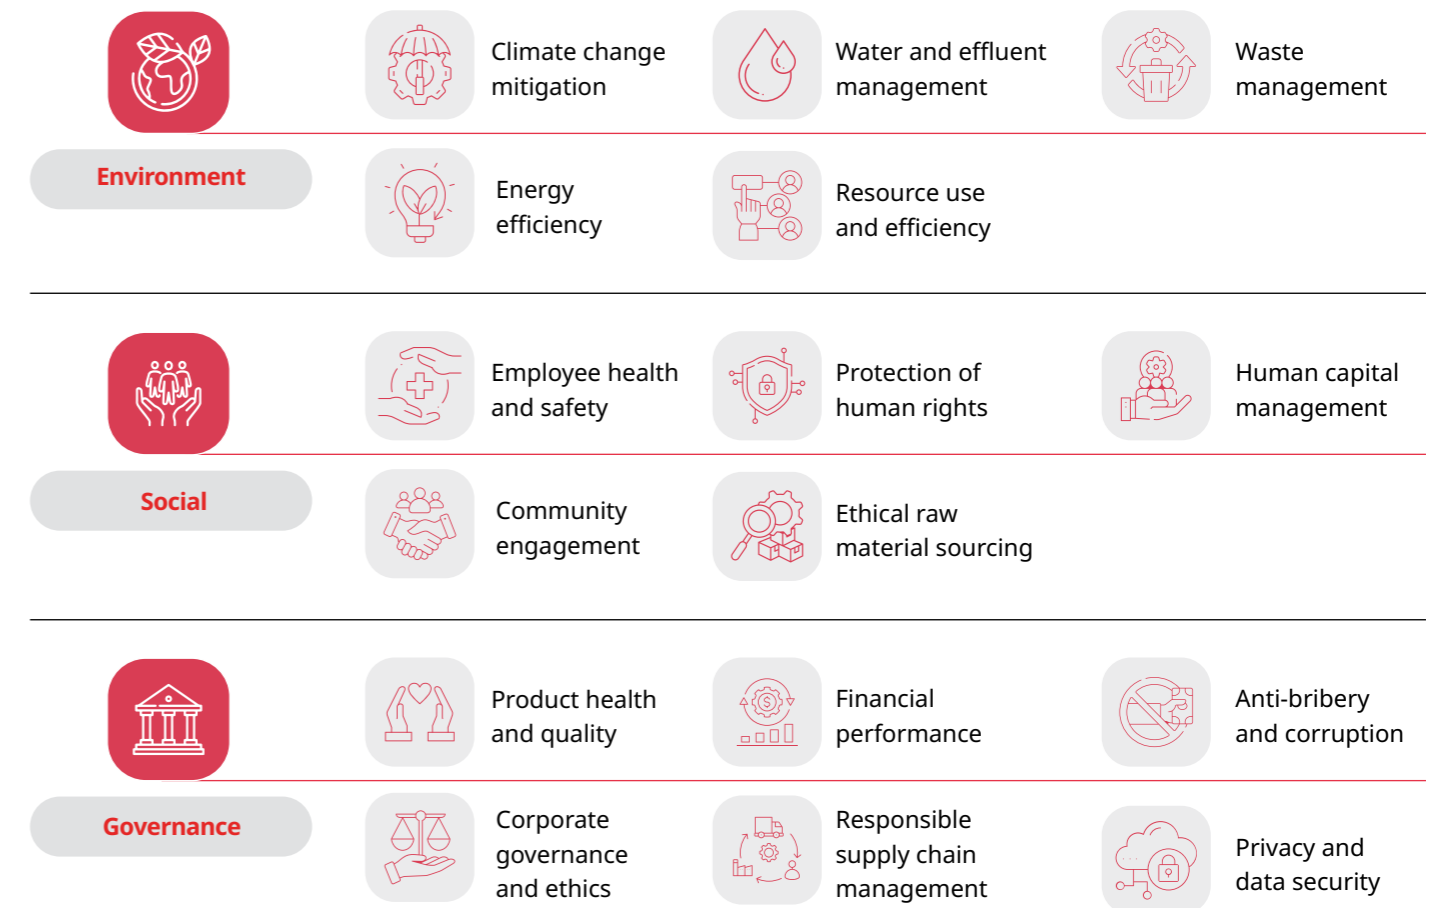 Climate change
mitigation
Water and effluent
management
Waste
management
Environment
Energy
efficiency
Resource use
and efficiency
Employee health
and safety
Protection of
human rights
Human capital
management
Social
Community
engagement
Ethical raw
material sourcing
Product health
and quality
Financial
performance
Anti-bribery
and corruption
Governance
Corporate
governance
and ethics
Responsible
supply chain
management
Privacy and
data security